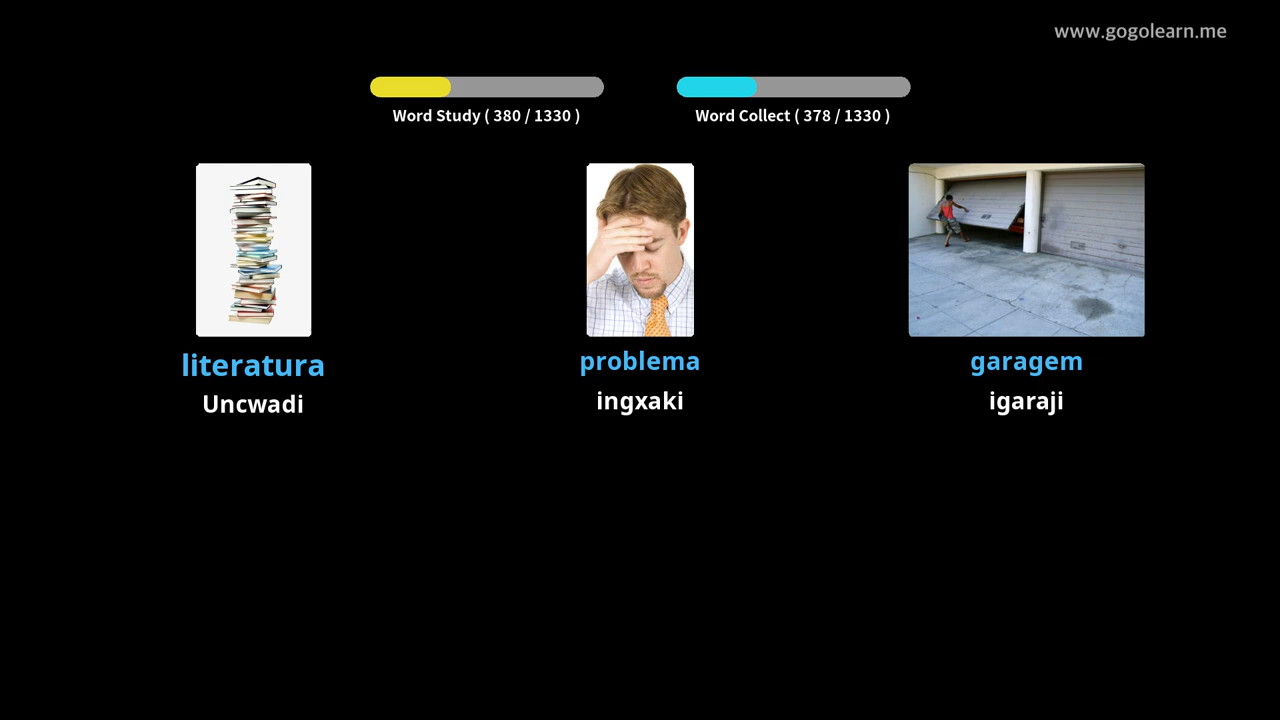 www.gogolearn.me
Word Study ( 380 / 1330 )
Word Collect ( 378 / 1330 )
literatura
Uncwadi
problema
ingxaki
garagem
igaraji